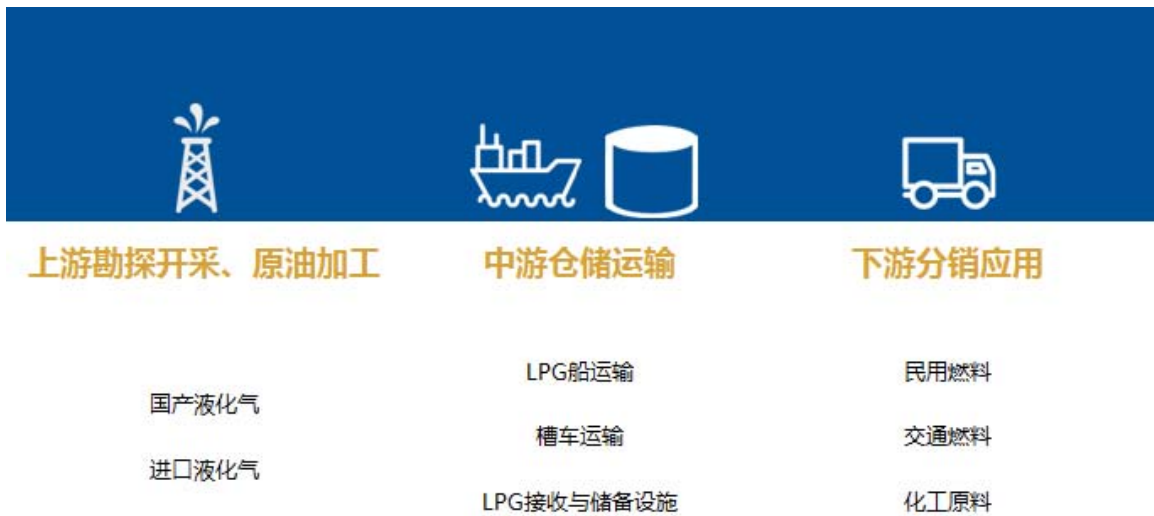 上游勘探开采、原油加工
中游仓储运输
下游分销应用
国产液化气
进口液化气
LPG船运输
槽车运输
LPG接收与储备设施
民用燃料
交通燃料
化工原料